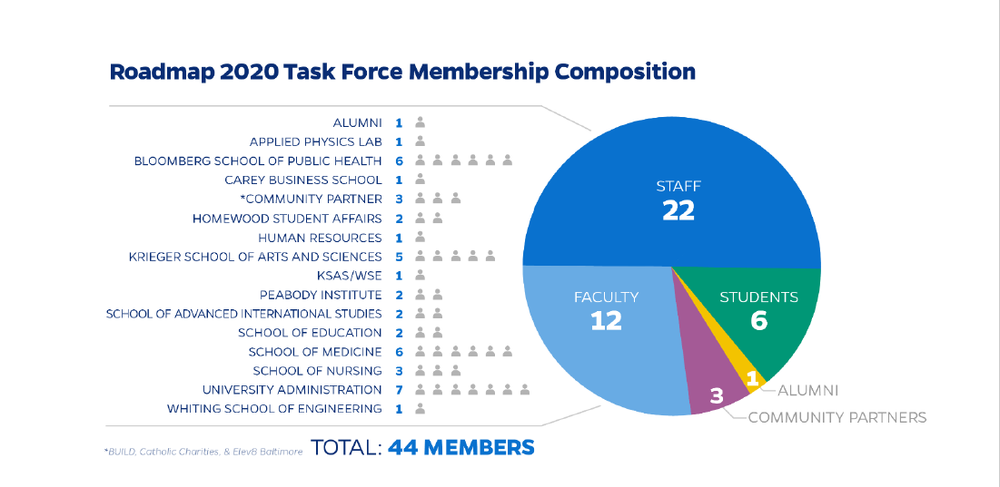 Roadmap 2020 Task Force Membership Composition
ALUMNI 1
APPLIED PHYSICS LAB 1
BLOOMBERG SCHOOL OF PUBLIC HEALTH 6
CAREY BUSINESS SCHOOL 1
*COMMUNITY PARTNER 3
HOMEWOOD STUDENT AFFAIRS 2
HUMAN RESOURCES 1
KRIEGER SCHOOL OF ARTS AND SCIENCES 5
KSAS/WSE 1
PEABODY INSTITUTE 2
SCHOOL OF ADVANCED INTERNATIONAL STUDIES 2
SCHOOL OF EDUCATION 2
SCHOOL OF MEDICINE 6
SCHOOL OF NURSING 3
UNIVERSITY ADMINISTRATION 7
WHITING SCHOOL OF ENGINEERING 1
*BUILD, Catholic Charities, & Elev8 Baltimore TOTAL: 44 MEMBERS
STAFF
22
FACULTY
12
STUDENTS
6
1
ALUMNI
3
COMMUNITY PARTNERS